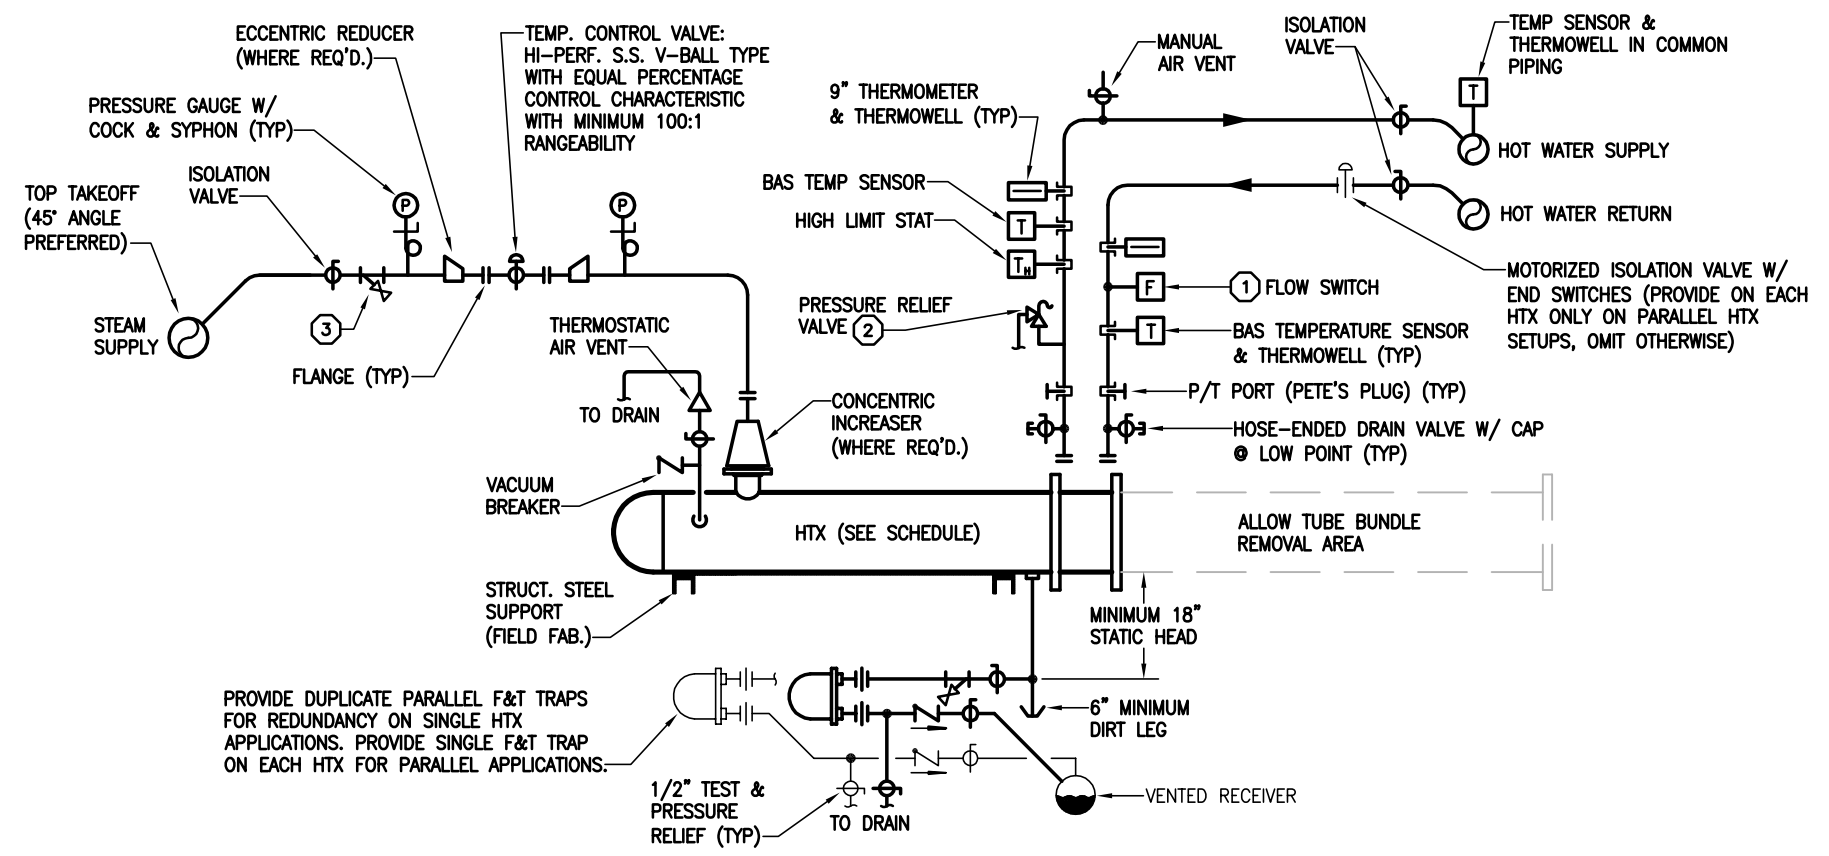 ECCENTRIC REDUCER
(WHERE REQ'D.)
TEMP. CONTROL VALVE:
HI-PERF. S.S. V-BALL TYPE
WITH EQUAL PERCENTAGE
CONTROL CHARACTERISTIC
WITH MINIMUM 100:1
RANGEABILITY
PRESSURE GAUGE W/
COCK & SYPHON (TYP)
ISOLATION
VALVE
TOP TAKEOFF
(45° ANGLE
PREFERRED)
P
P
STEAM
SUPPLY
3
FLANGE (TYP)
THERMOSTATIC
AIR VENT
TO DRAIN
VACUUM
BREAKER
CONCENTRIC
INCREASER
(WHERE REQ'D.)
MANUAL
AIR VENT
ISOLATION
VALVE
TEMP SENSOR &
THERMOWELL IN COMMON
PIPING
T
9" THERMOMETER
& THERMOWELL (TYP)
HOT WATER SUPPLY
BAS TEMP SENSOR
T
HIGH LIMIT STAT
TH
HOT WATER RETURN
PRESSURE RELIEF
VALVE 2
F
1 FLOW SWITCH
T
BAS TEMPERATURE SENSOR
& THERMOWELL (TYP)
MOTORIZED ISOLATION VALVE W/
END SWITCHES (PROVIDE ON EACH
HTX ONLY ON PARALLEL HTX
SETUPS, OMIT OTHERWISE)
P/T PORT (PETE'S PLUG) (TYP)
HOSE-ENDED DRAIN VALVE W/ CAP
@ LOW POINT (TYP)
HTX (SEE SCHEDULE)
ALLOW TUBE BUNDLE
REMOVAL AREA
STRUCT. STEEL
SUPPORT
(FIELD FAB.)
MINIMUM 18"
STATIC HEAD
PROVIDE DUPLICATE PARALLEL F&T TRAPS
FOR REDUNDANCY ON SINGLE HTX
APPLICATIONS. PROVIDE SINGLE F&T TRAP
ON EACH HTX FOR PARALLEL APPLICATIONS.
6" MINIMUM
DIRT LEG
1/2" TEST &
PRESSURE
RELIEF (TYP)
TO DRAIN
VENTED RECEIVER